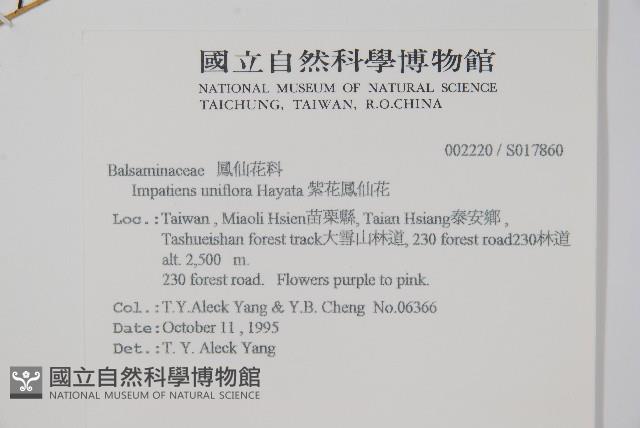 國立自然科學博物館
NATIONAL MUSEUM OF NATURAL SCIENCE
TAICHUNG, TAIWAN, R.O.CHINA
002220 / S017860
Balsaminaceae 鳳仙花科
Impatiens uniflora Hayata 紫花鳳仙花
Loc.:Taiwan , Miaoli Hsien苗栗縣, Taian Hsiang泰安鄉 ,
Tashueishan forest track大雪山林道, 230 forest road230林道
alt. 2,500 m.
230 forest road. Flowers purple to pink.
Col.:T.Y.Aleck Yang & Y.B. Cheng No.06366
Date:October 11 , 1995
Det.:T. Y. Aleck Yang
國立自然科學博物館
NATIONAL MUSEUM OF NATURAL SCIENCE